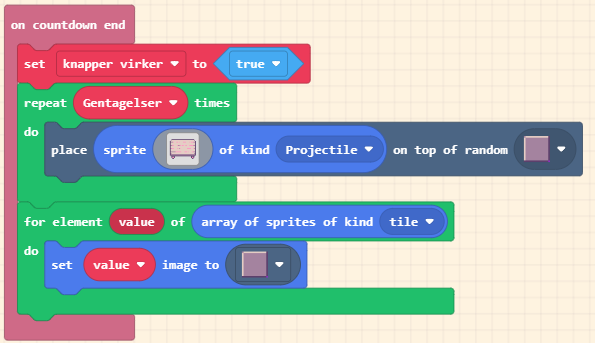 on countdown end
set knapper virker to true
repeat Gentagelser times
do
place sprite of kind Projectile on top of random
for element value of array of sprites of kind tile
do
set value image to